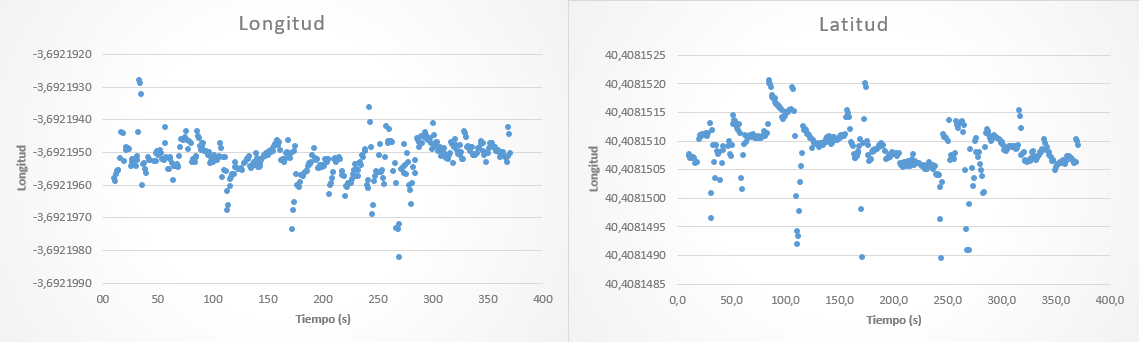 Longitud
-3,6921920
-3,6921930
-3,6921940
-3,6921950
-3,6921960
-3,6921970
-3,6921980
-3,6921990
Longitud
00 50 100 150 200 250 300 350 400
Tiempo (s)
Latitud
40,4081525
40,4081520
40,4081515
40,4081510
40,4081505
40,4081500
40,4081495
40,4081490
40,4081485
Longitud
0,0 50,0 100,0 150,0 200,0 250,0 300,0 350,0 400,0
Tiempo (s)